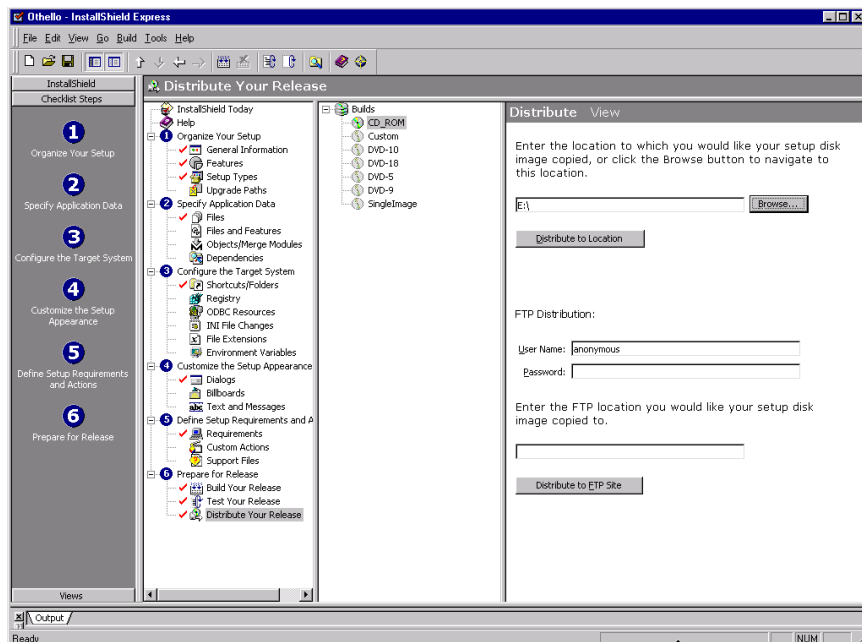 Othello - InstallShield Express
File Edit View Go Build Tools Help
InstallShield
Checklist Steps
1
Organize Your Setup
2
Specify Application Data
3
Configure the Target System
4
Customize the Setup
Appearance
5
Define Setup Requirements
and Actions
6
Prepare for Release
Views
Distribute Your Release
InstallShield Today
Help
1 Organize Your Setup
General Information
Features
Setup Types
Upgrade Paths
2 Specify Application Data
Files
Files and Features
Objects/Merge Modules
Dependencies
3 Configure the Target System
Shortcuts/Folders
Registry
ODBC Resources
INI File Changes
File Extensions
Environment Variables
4 Customize the Setup Appearance
Dialogs
Billboards
abc Text and Messages
5 Define Setup Requirements and A
Requirements
Custom Actions
Support Files
6 Prepare for Release
Build Your Release
Test Your Release
Distribute Your Release
Builds
CD_ROM
Custom
DVD-10
DVD-18
DVD-5
DVD-9
SingleImage
Distribute View
Enter the location to which you would like your setup disk
image copied, or click the Browse button to navigate to
this location.
E:\ Browse...
Distribute to Location
FTP Distribution:
User Name: anonymous
Password:
Enter the FTP location you would like your setup disk
image copied to.
Distribute to FTP Site
Output
Ready
NUM